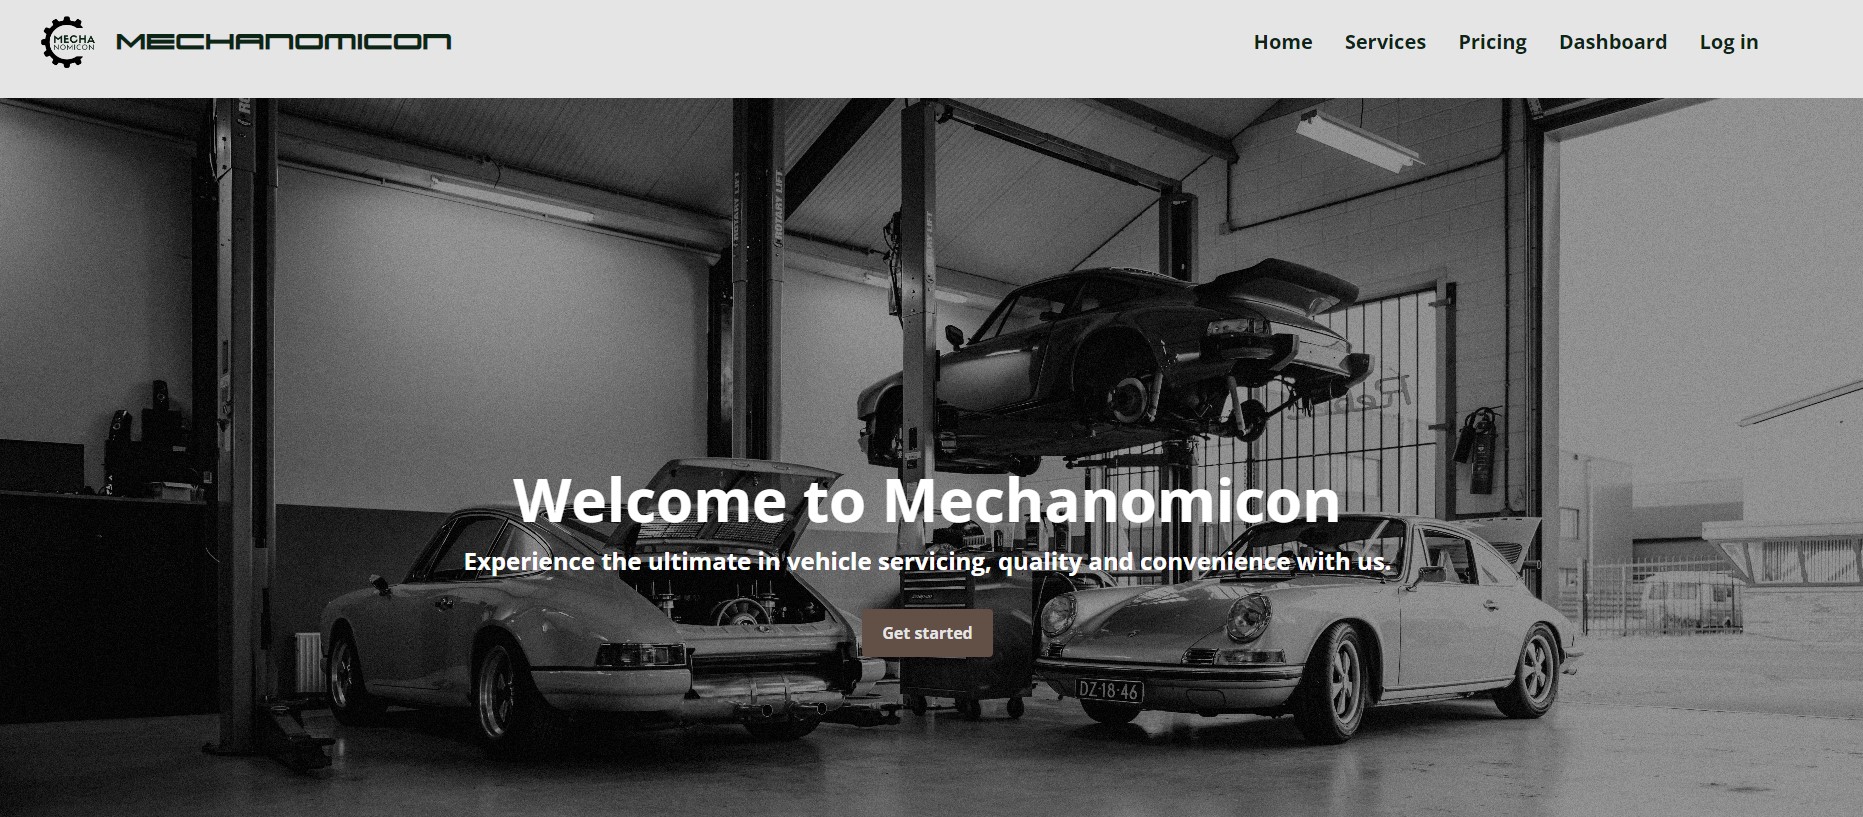 MECHA
NOMICON
MECHANOMICON
Home Services Pricing Dashboard Log in
ROTARY LIFT
ROTARY LIFT
RY LIFT
Welcome to Mechanomicon
Experience the ultimate in vehicle servicing, quality and convenience with us.
Get started
DZ-18-46